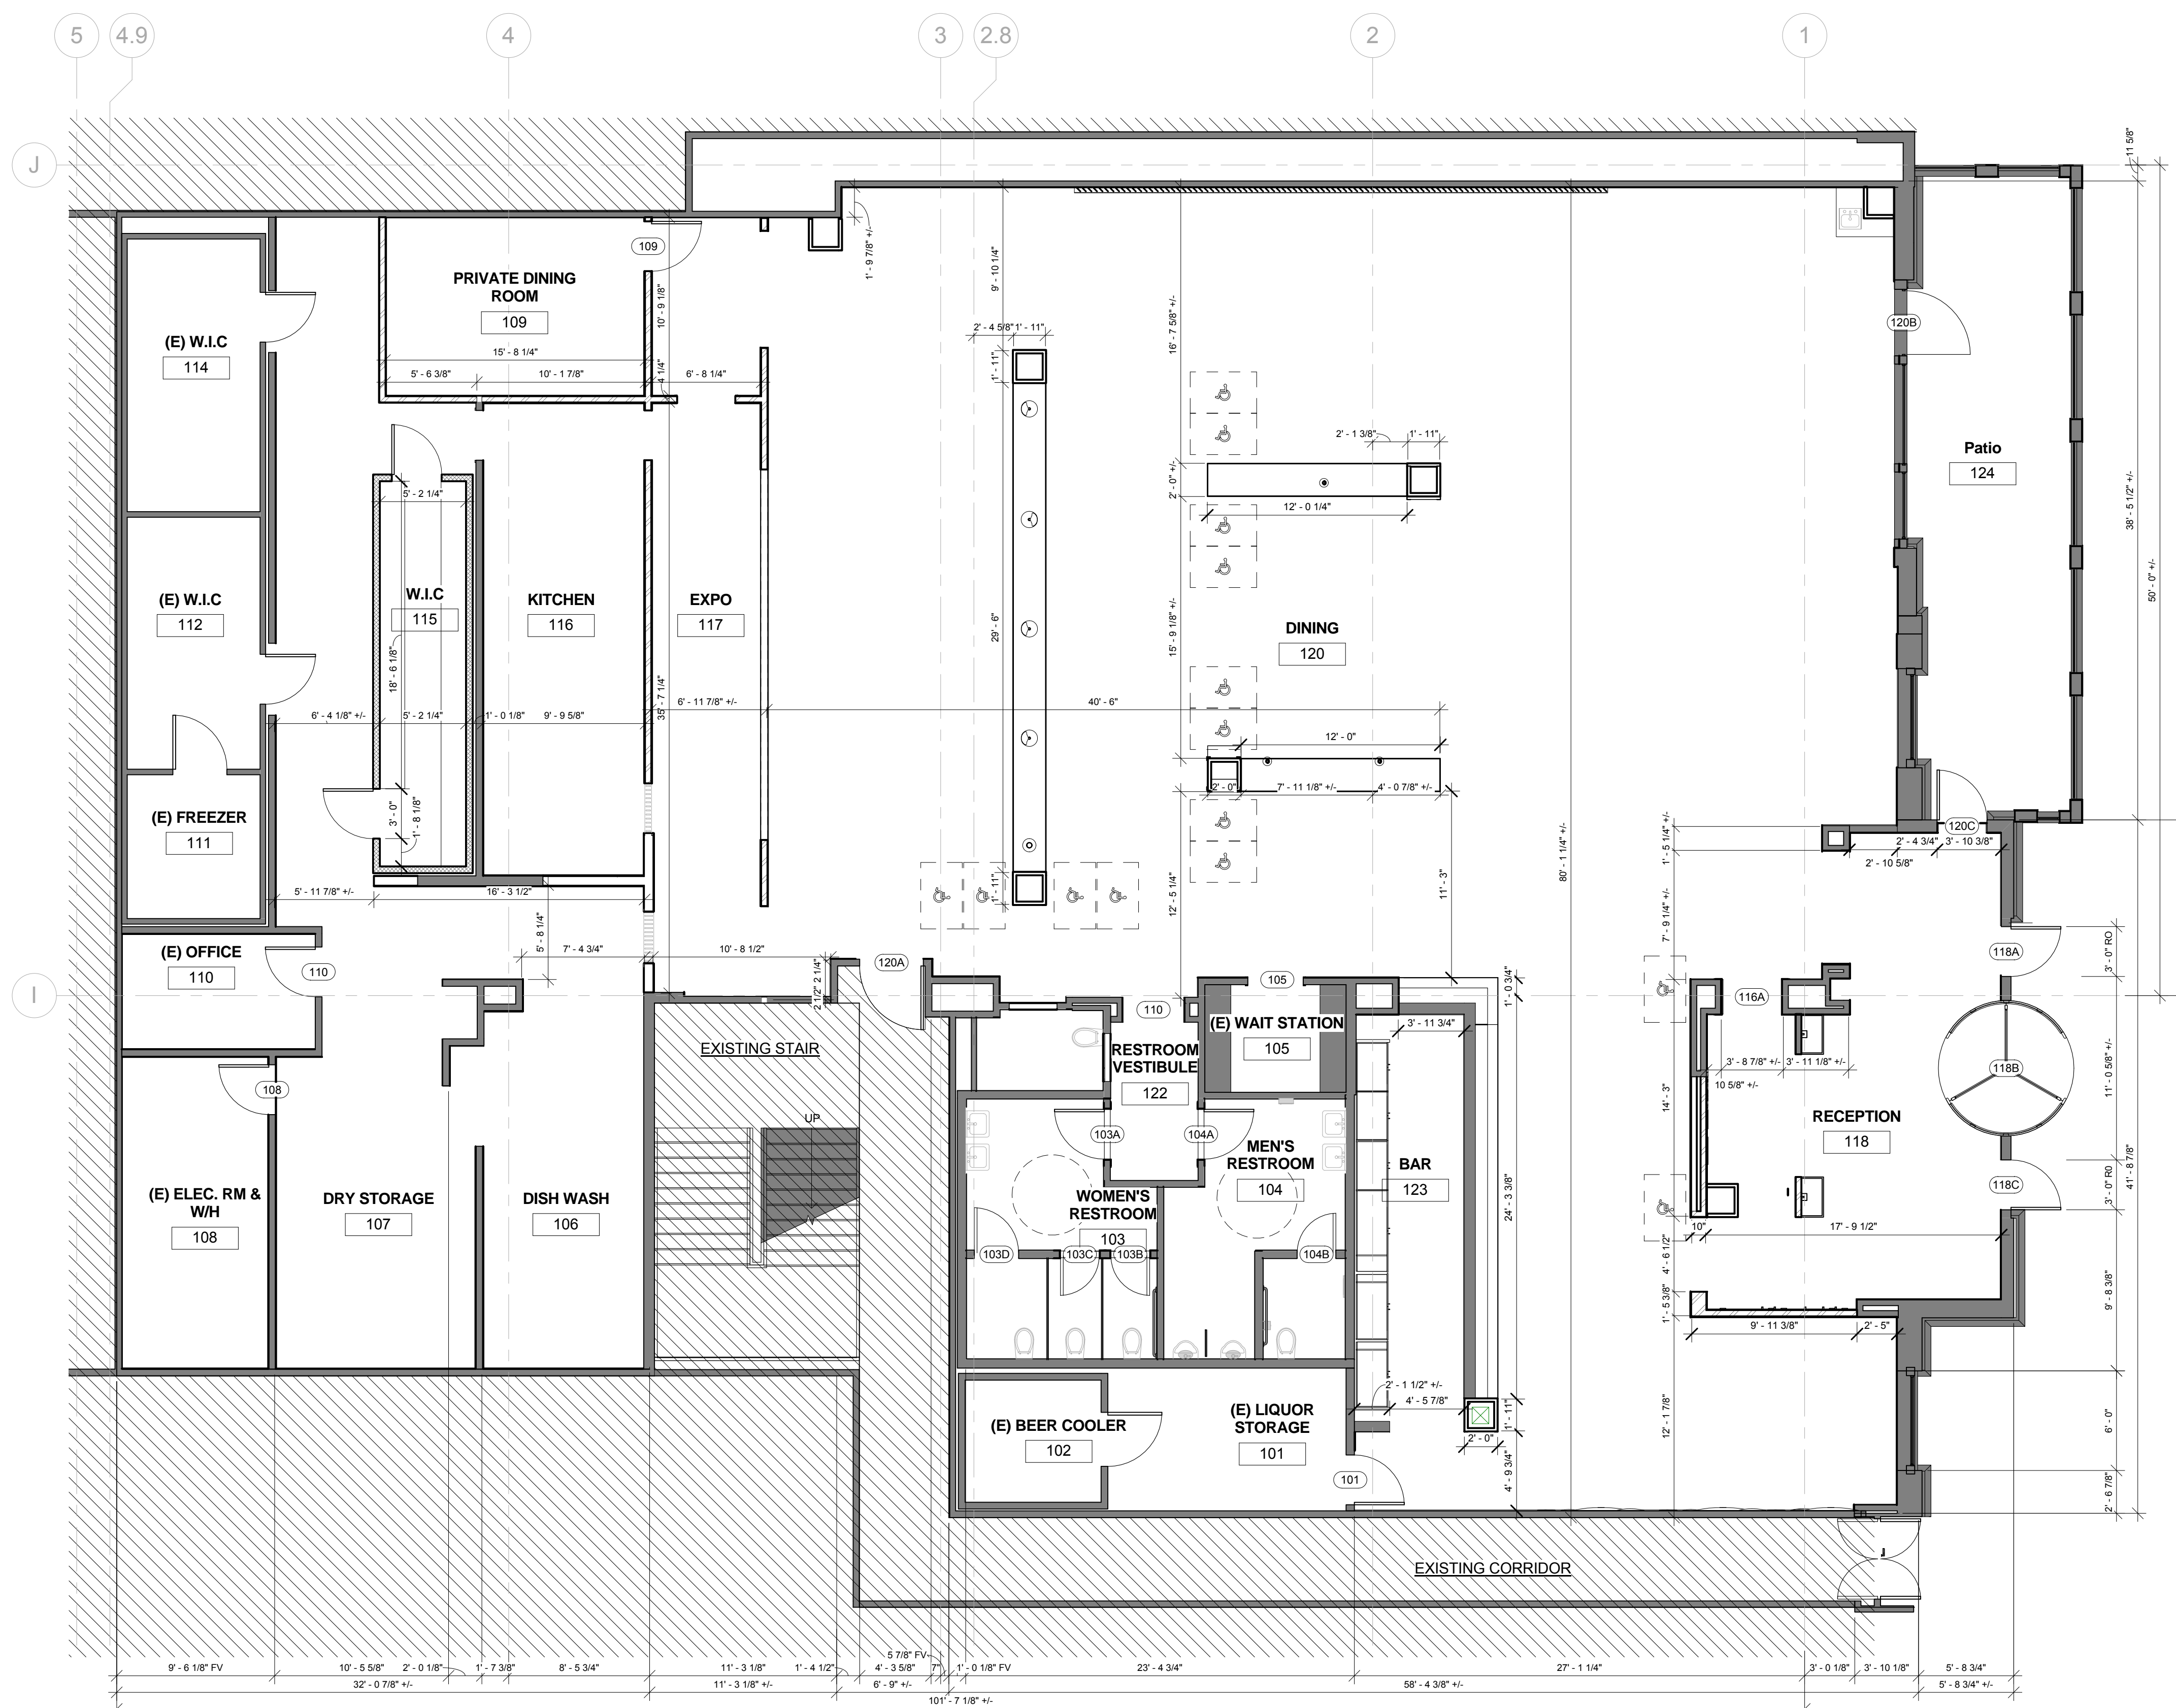 5
4.9
4
3
2.8
2
1
J
11 5/8"
109
1' - 9 7/8" +/-
9' - 10 1/4"
16' - 7 5/8" +/-
10' - 9 1/8"
PRIVATE DINING
ROOM
109
15' - 8 1/4"
5' - 6 3/8"
10' - 1 7/8"
4 1/4"
6' - 8 1/4"
2' - 4 5/8"
1' - 11"
1' - 11"
120B
(E) W.I.C
114
2' - 1 3/8"
1' - 11"
2' - 0" +/-
12' - 0 1/4"
Patio
124
38' - 5 1/2" +/-
50' - 0" +/-
5' - 2 1/4"
(E) W.I.C
112
W.I.C
115
18' - 6 1/8"
KITCHEN
116
EXPO
117
29' - 6"
15' - 9 1/8" +/-
DINING
120
6' - 4 1/8" +/-
5' - 2 1/4"
1' - 0 1/8"
9' - 9 5/8"
35' - 7 1/4"
6' - 11 7/8" +/-
40' - 6"
12' - 0"
2' - 0"
7' - 11 1/8" +/-
4' - 0 7/8" +/-
(E) FREEZER
111
3' - 0"
1' - 8 1/8"
80' - 1 1/4" +/-
1' - 5 1/4" +/-
120C
2' - 4 3/4"
3' - 10 3/8"
2' - 10 5/8"
5' - 11 7/8" +/-
16' - 3 1/2"
1' - 11"
12' - 5 1/4"
11' - 3"
7' - 9 1/4" +/-
5' - 8 1/4"
7' - 4 3/4"
10' - 8 1/2"
(E) OFFICE
110
110
120A
2 1/4"
2 1/2"
118A
3' - 0" RO
I
105
110
1' - 0 3/4"
116A
(E) WAIT STATION
105
3' - 11 3/4"
EXISTING STAIR
RESTROOM
VESTIBULE
122
3' - 8 7/8" +/-
3' - 11 1/8" +/-
10 5/8" +/-
118B
11' - 0 5/8" +/-
108
UP
103A
104A
14' - 3"
RECEPTION
118
MEN'S
RESTROOM
104
BAR
123
41' - 8 7/8"
(E) ELEC. RM &
W/H
108
DRY STORAGE
107
DISH WASH
106
WOMEN'S
RESTROOM
103
24' - 3 3/8"
118C
3' - 0" R0
10"
17' - 9 1/2"
103D
103C
103B
104B
4' - 6 1/2"
9' - 8 3/8"
1' - 5 3/8"
9' - 11 3/8"
2' - 5"
2' - 1 1/2" +/-
4' - 5 7/8"
1' - 11"
2' - 0"
12' - 1 7/8"
6' - 0"
(E) BEER COOLER
102
(E) LIQUOR
STORAGE
101
101
4' - 9 3/4"
2' - 6 7/8"
EXISTING CORRIDOR
9' - 6 1/8" FV
10' - 5 5/8"
2' - 0 1/8"
1' - 7 3/8"
8' - 5 3/4"
11' - 3 1/8"
1' - 4 1/2"
4' - 3 5/8"
5 7/8" FV
7"
1' - 0 1/8" FV
23' - 4 3/4"
27' - 1 1/4"
3' - 0 1/8"
3' - 10 1/8"
5' - 8 3/4"
32' - 0 7/8" +/-
11' - 3 1/8" +/-
6' - 9" +/-
58' - 4 3/8" +/-
5' - 8 3/4" +/-
101' - 7 1/8" +/-